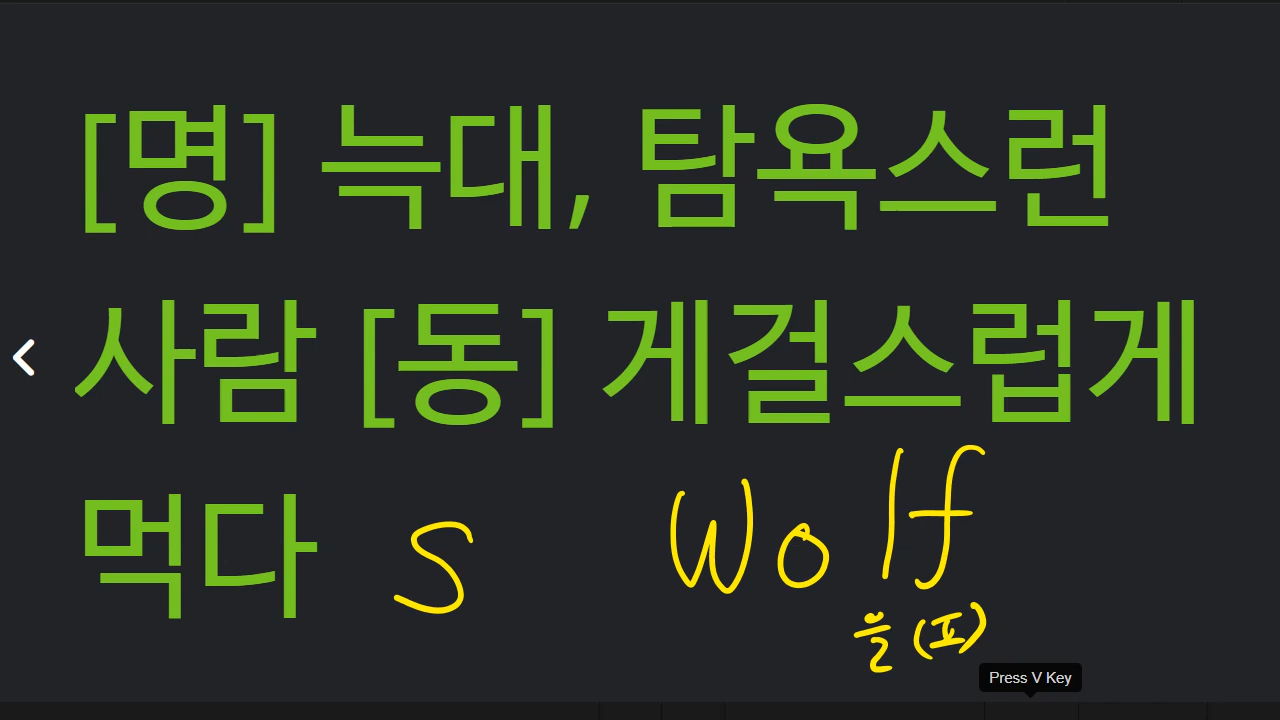 [명] 늑대, 탐욕스런
사람 [동] 게걸스럽게
먹다 S Wolf
을 (프)
Press V Key